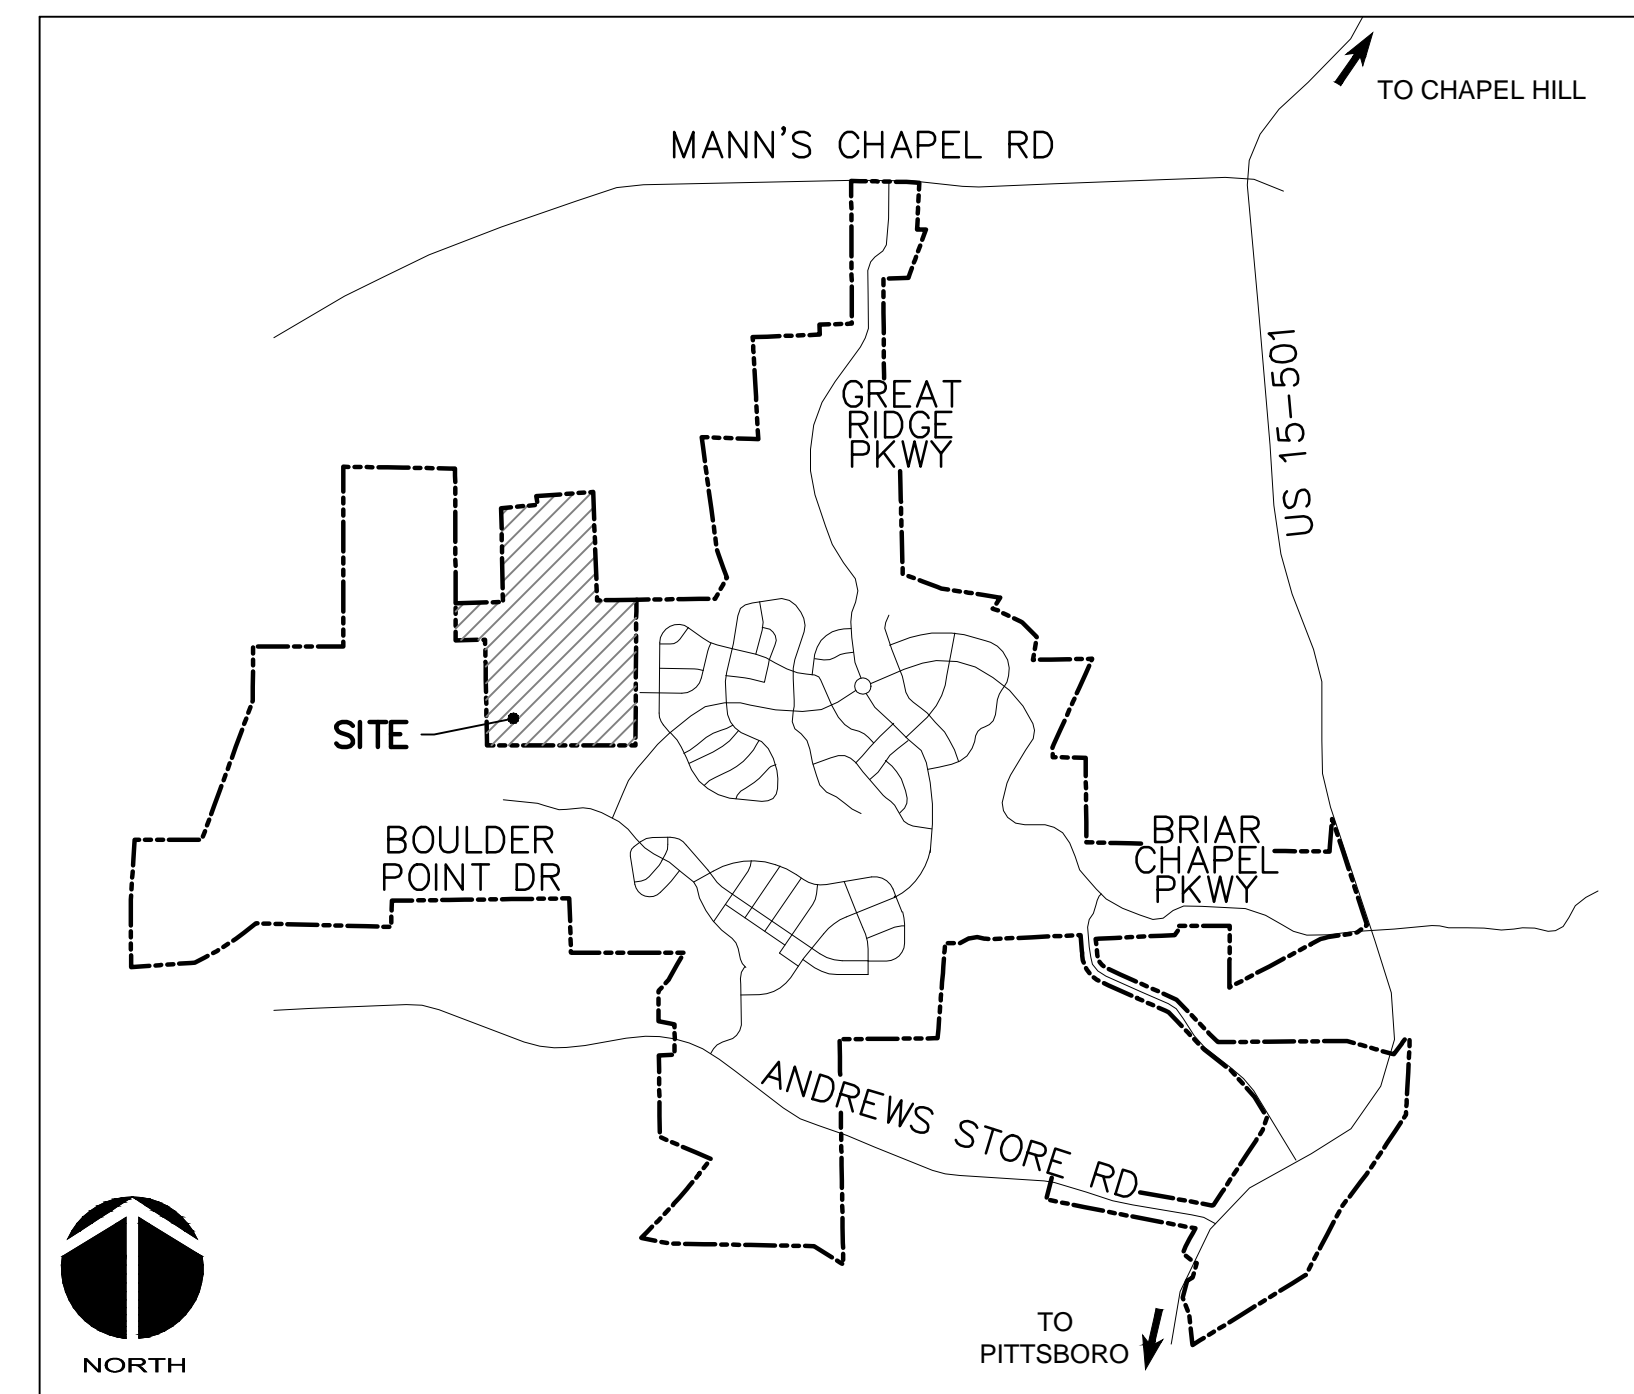 TO CHAPEL HILL
MANN'S CHAPEL RD
GREAT
RIDGE
PKWY
US 15-501
SITE
BOULDER
POINT DR
BRIAR
CHAPEL
PKWY
ANDREWS STORE RD
TO
PITTSBORO
NORTH